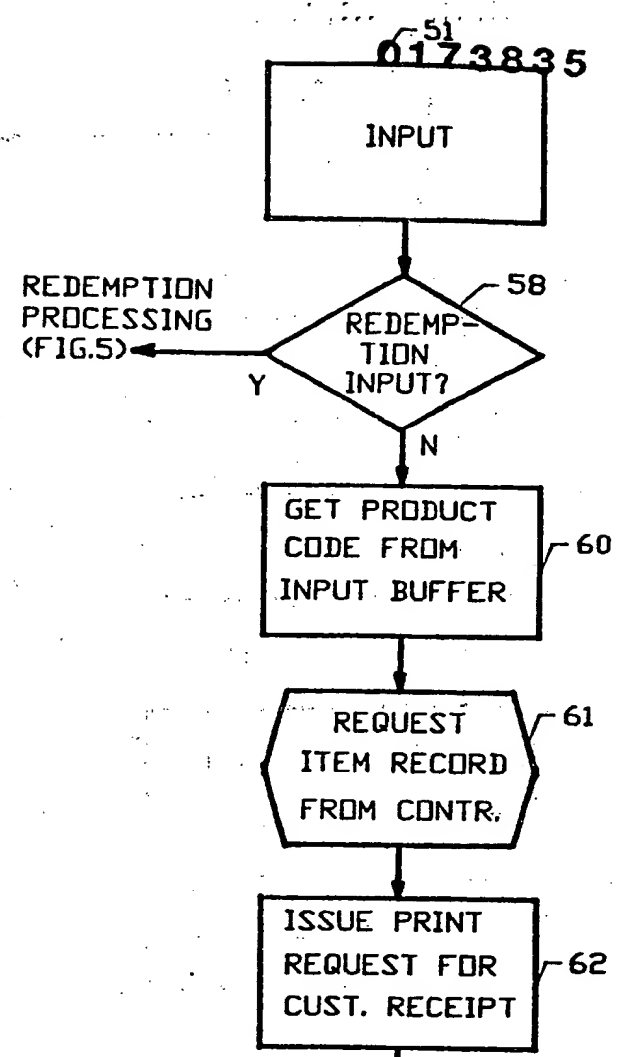 51
0173835
INPUT
58
REDEMPTION
PROCESSING
(FIG.5)
REDEMP-
TION
INPUT?
Y
N
GET PRODUCT
CODE FROM
INPUT BUFFER
60
REQUEST
ITEM RECORD
FROM CONTR.
61
ISSUE PRINT
REQUEST FOR
CUST. RECEIPT
62